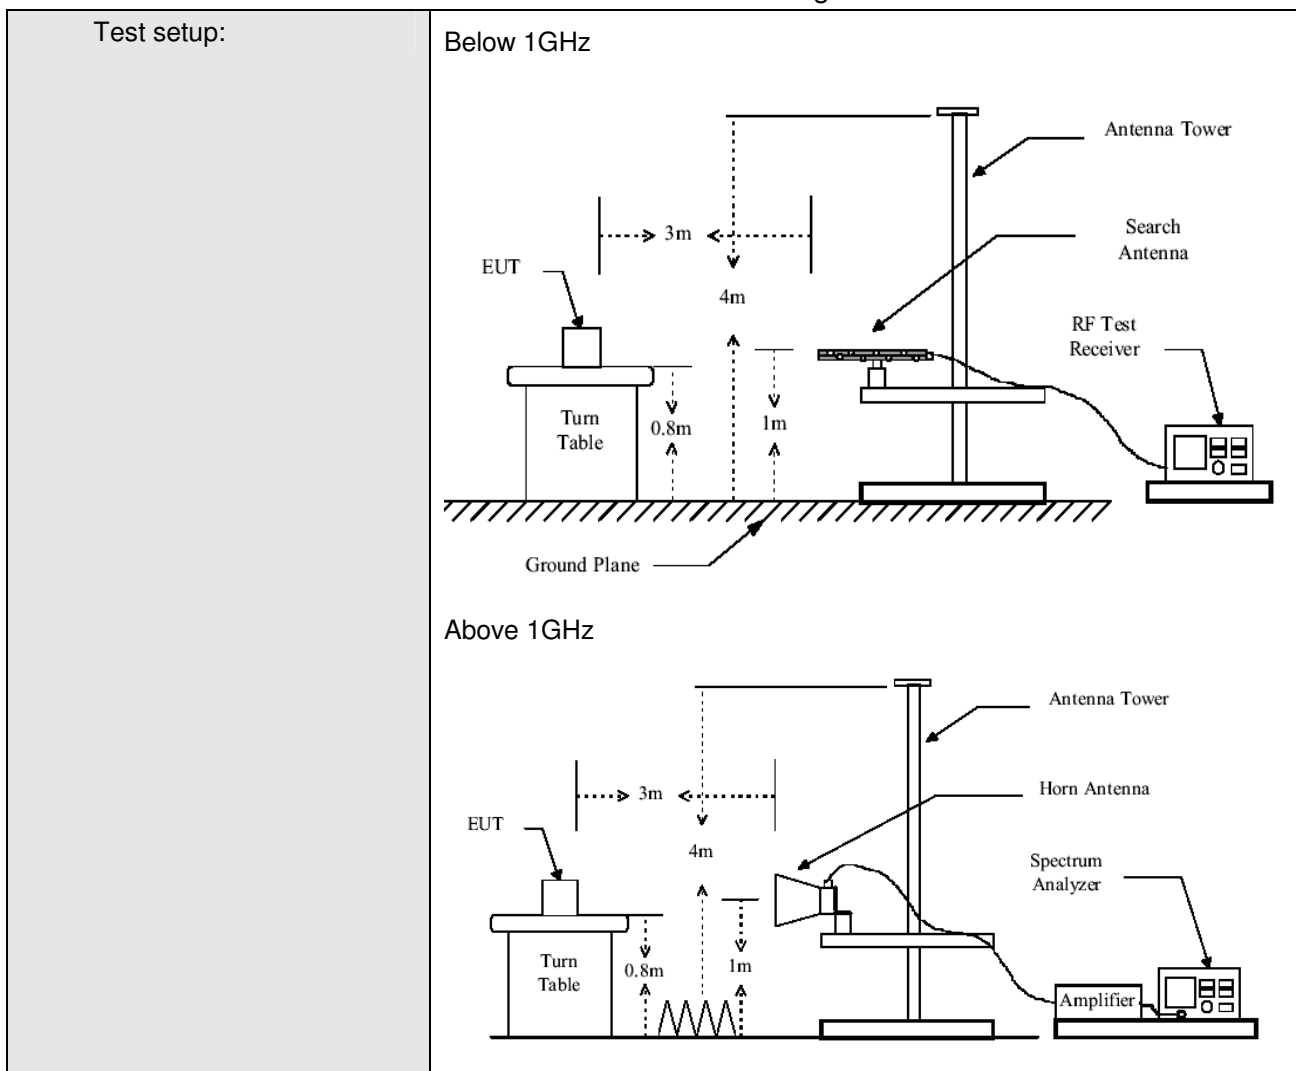 Test setup:
Below 1GHz
Antenna Tower
Search
Antenna
3m
EUT
4m
RF Test
Receiver
Turn
Table
0.8m
1m
Ground Plane
Above 1GHz
Antenna Tower
Horn Antenna
3m
EUT
4m
Spectrum
Analyzer
Turn
Table
0.8m
1m
Amplifier